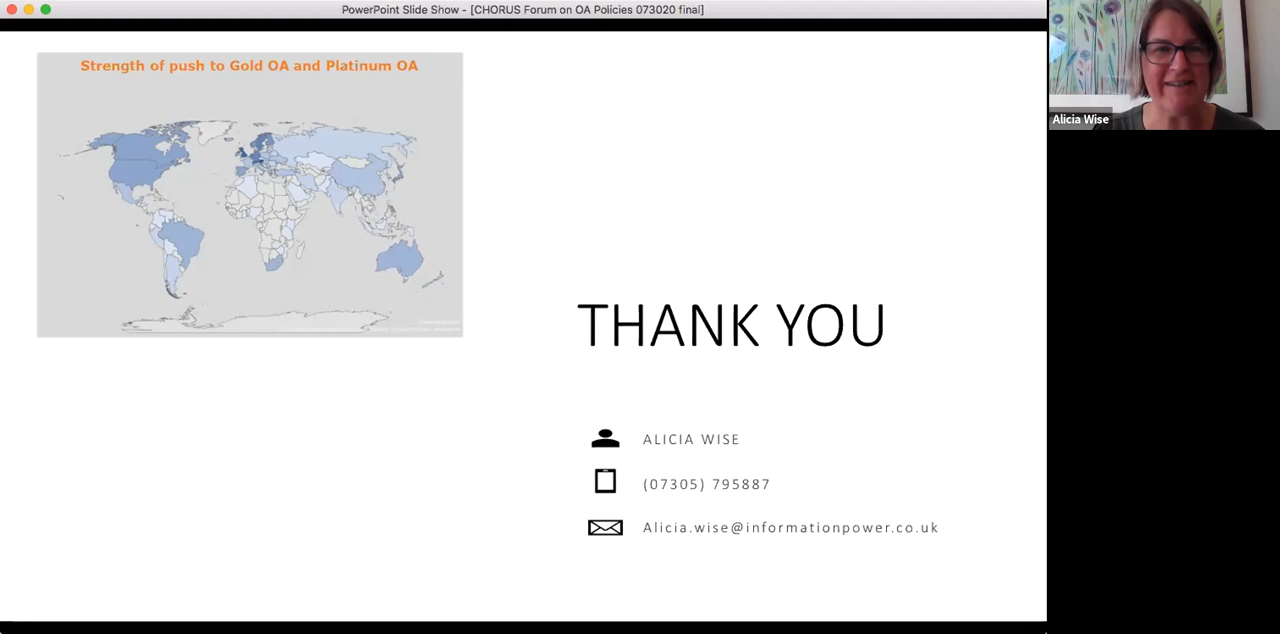 PowerPoint Slide Show - [CHORUS Forum on OA Policies 073020 final]
Strength of push to Gold OA and Platinum OA
Alicia Wise
THANK YOU
ALICIA WISE
(07305) 795887
Alicia.wise@informationpower.co.uk